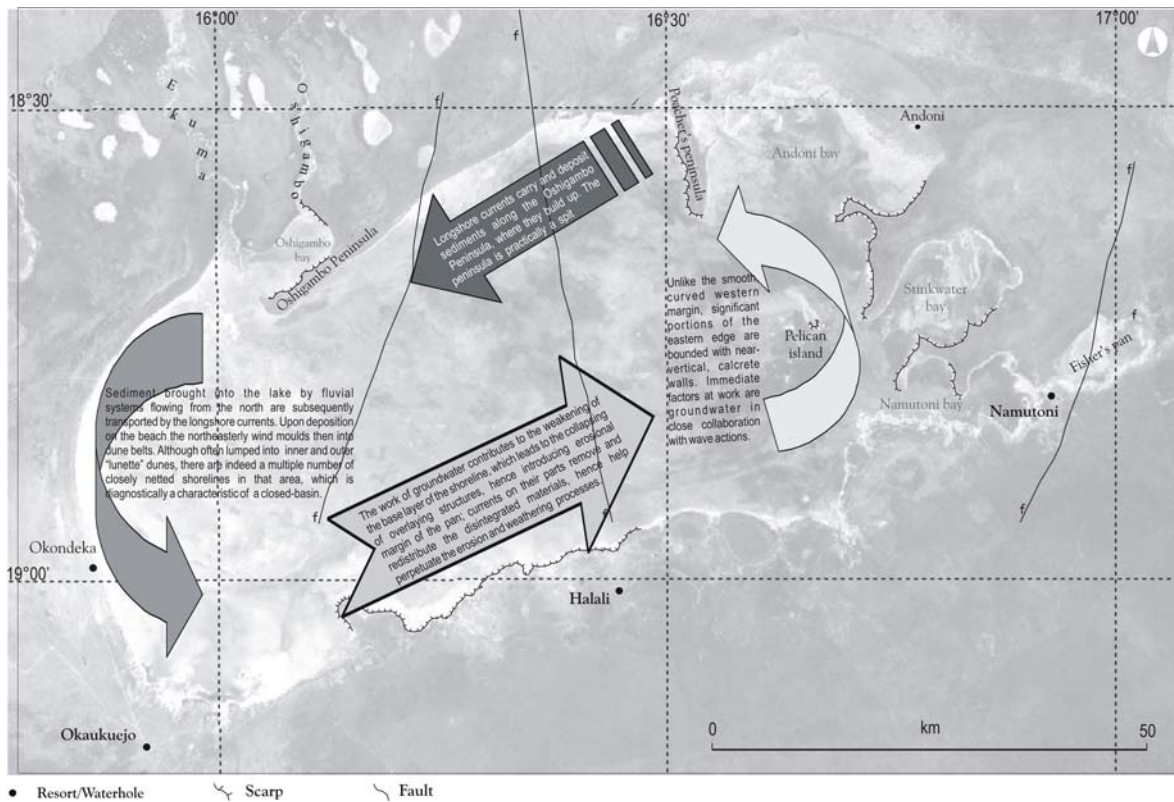 16°00'
16°30'
17°00'
18°30'
19°00'
f
f
f
f
f
f
Ekuma
Oshigambo
Oshigambo bay
Oshigambo Peninsula
Poacher's peninsula
Andoni
Andoni bay
Stinkwater bay
Pelican island
Namutoni bay
Namutoni
Fisher's pan
Longshore currents carry and deposit
sediments along the Oshigambo
Peninsula, where they build up. The
peninsula is practically a spit
Unlike the smooth
curved western
margin, significant
portions of the
eastern edge are
bounded with near-
vertical, calcrete
walls. Immediate
factors at work are
groundwater in
close collaboration
with wave actions.
Sediment brought into the lake by fluvial
systems flowing from the north are subsequently
transported by the longshore currents. Upon deposition
on the beach the northeasterly wind moulds then into
dune belts. Although often lumped into inner and outer
"lunette" dunes, there are indeed a multiple number of
closely netted shorelines in that area, which is
diagnostically a characteristic of a closed-basin.
The work of groundwater contributes to the weakening of
the base layer of the shoreline, which leads to the collapsing
of overlaying structures, hence introducing erosional
margin of the pan; currents on their parts remove and
redistribute the disintegrated materials, hence help
perpetuate the erosion and weathering processes.
Okondeka
Halali
Okaukuejo
0 km 50
Resort/Waterhole Scarp Fault